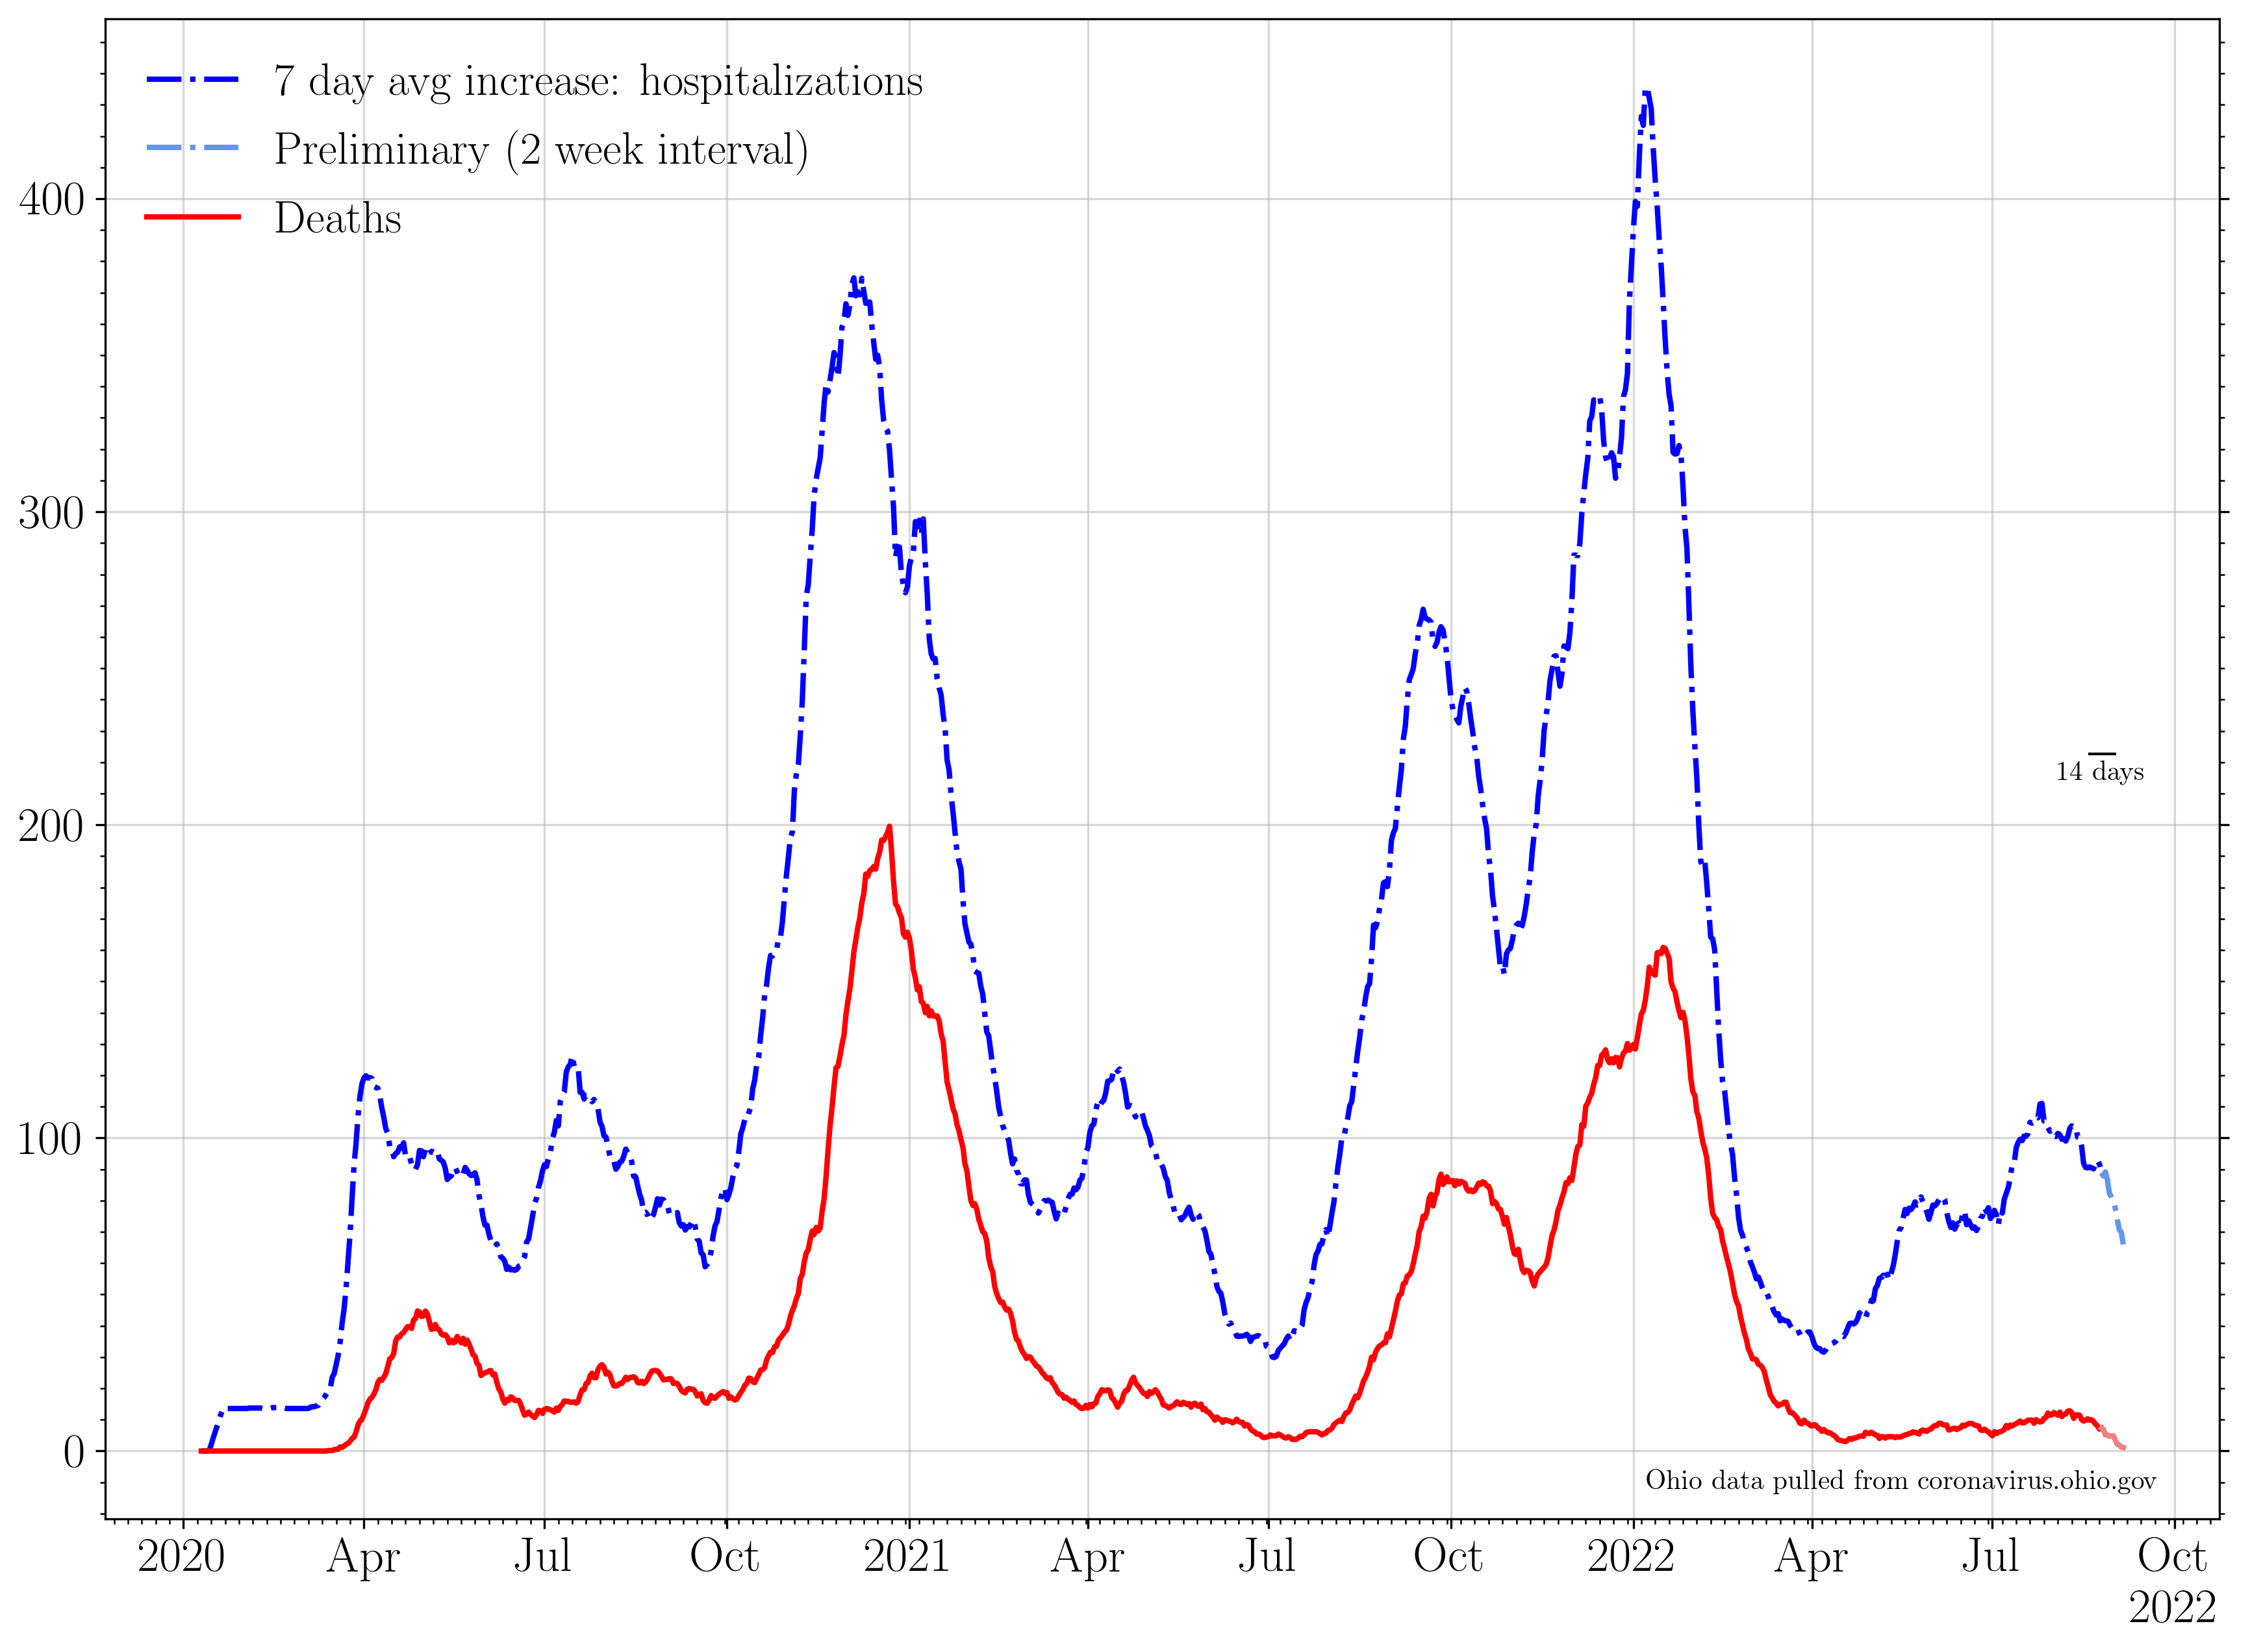 7 day avg increase: hospitalizations
Preliminary (2 week interval)
Deaths
400
300
200
100
0
14 days
Ohio data pulled from coronavirus.ohio.gov
2020 Apr Jul Oct 2021 Apr Jul Oct 2022 Apr Jul Oct
2022